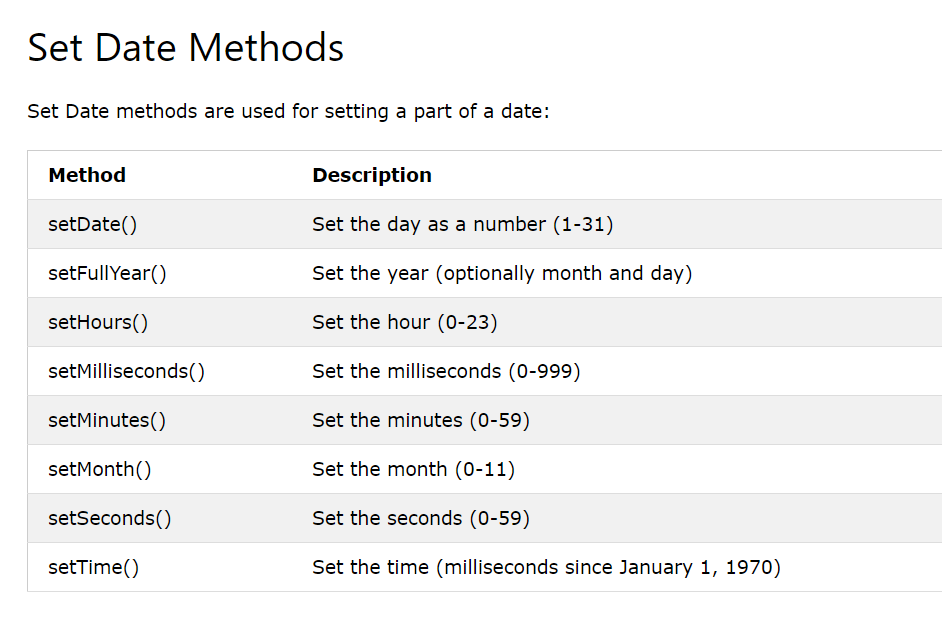 Set Date Methods
Set Date methods are used for setting a part of a date:
Method Description
setDate() Set the day as a number (1-31)
setFullYear() Set the year (optionally month and day)
setHours() Set the hour (0-23)
setMilliseconds() Set the milliseconds (0-999)
setMinutes() Set the minutes (0-59)
setMonth() Set the month (0-11)
setSeconds() Set the seconds (0-59)
setTime() Set the time (milliseconds since January 1, 1970)